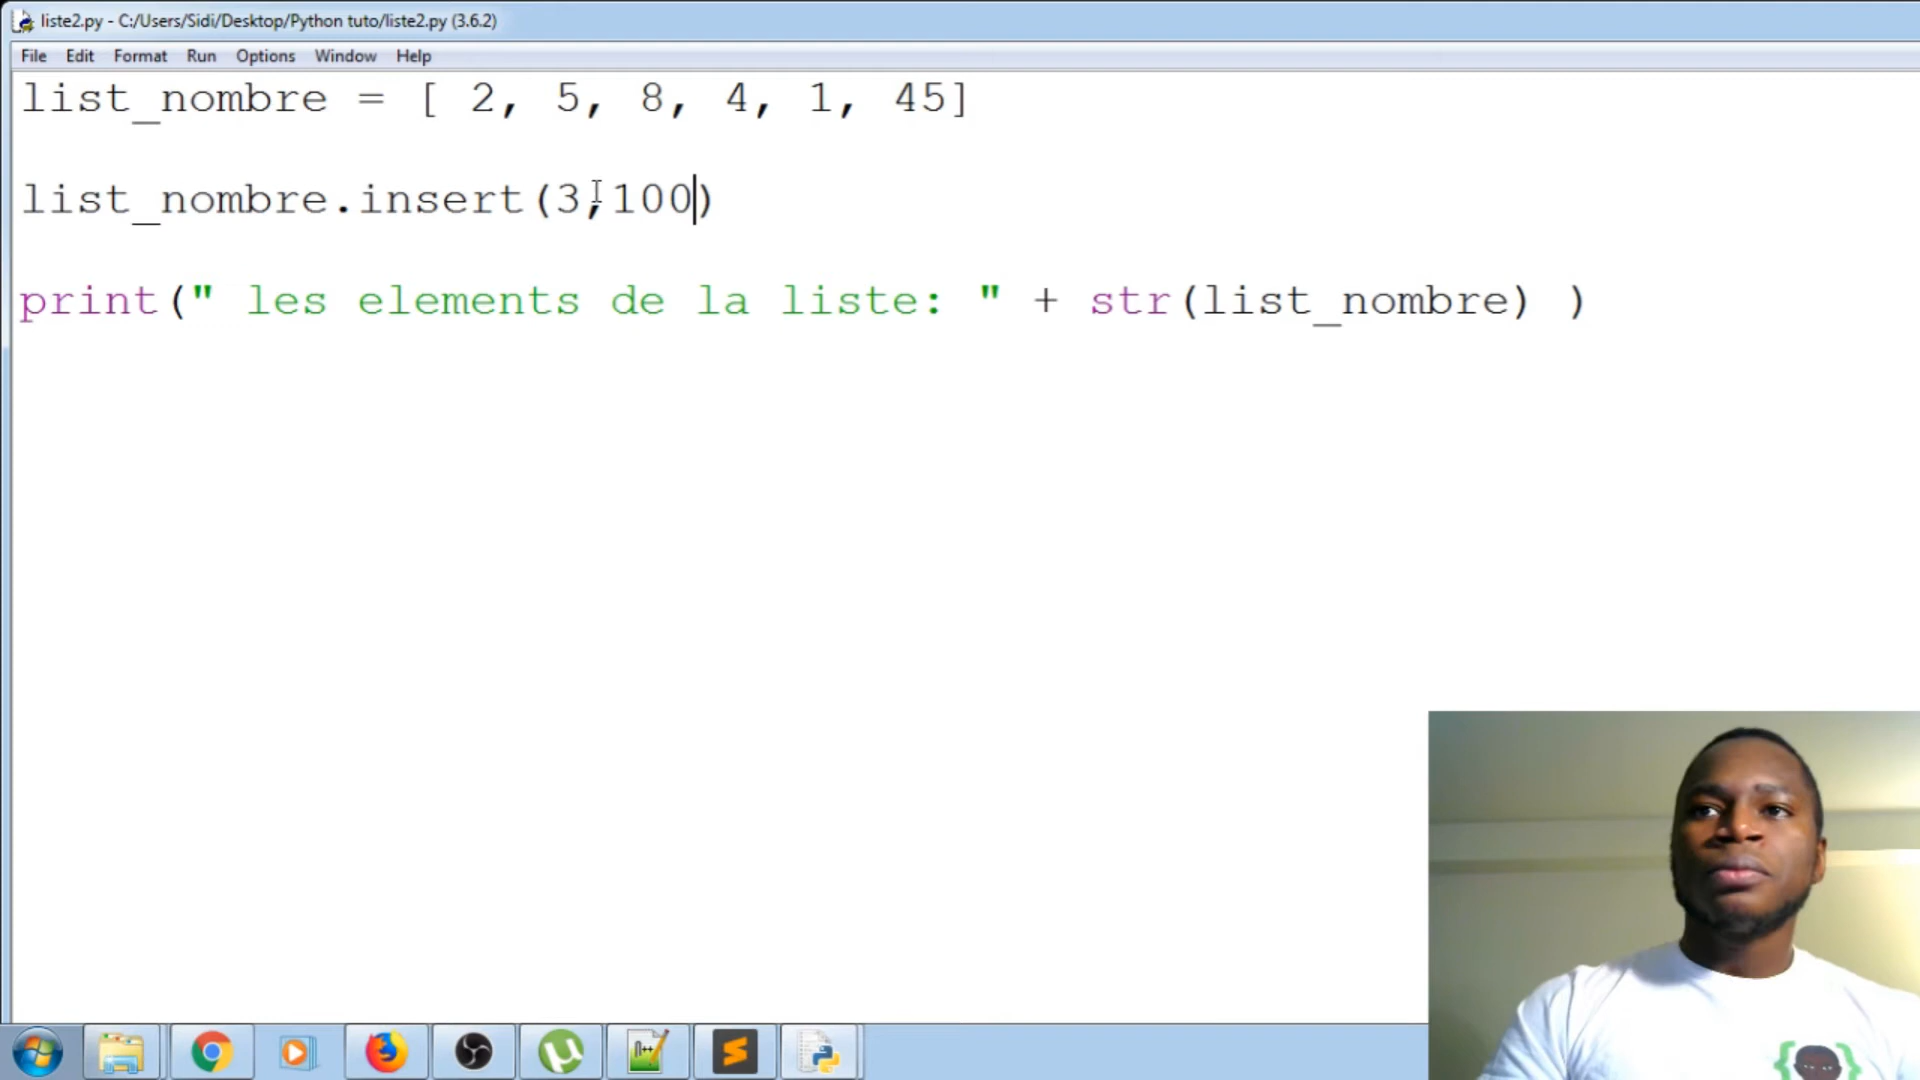 liste2.py - C:/Users/Sidi/Desktop/Python tuto/liste2.py (3.6.2)
File Edit Format Run Options Window Help
list_nombre = [ 2, 5, 8, 4, 1, 45]
list_nombre.insert(3,100)
print(" les elements de la liste: " + str(list_nombre) )